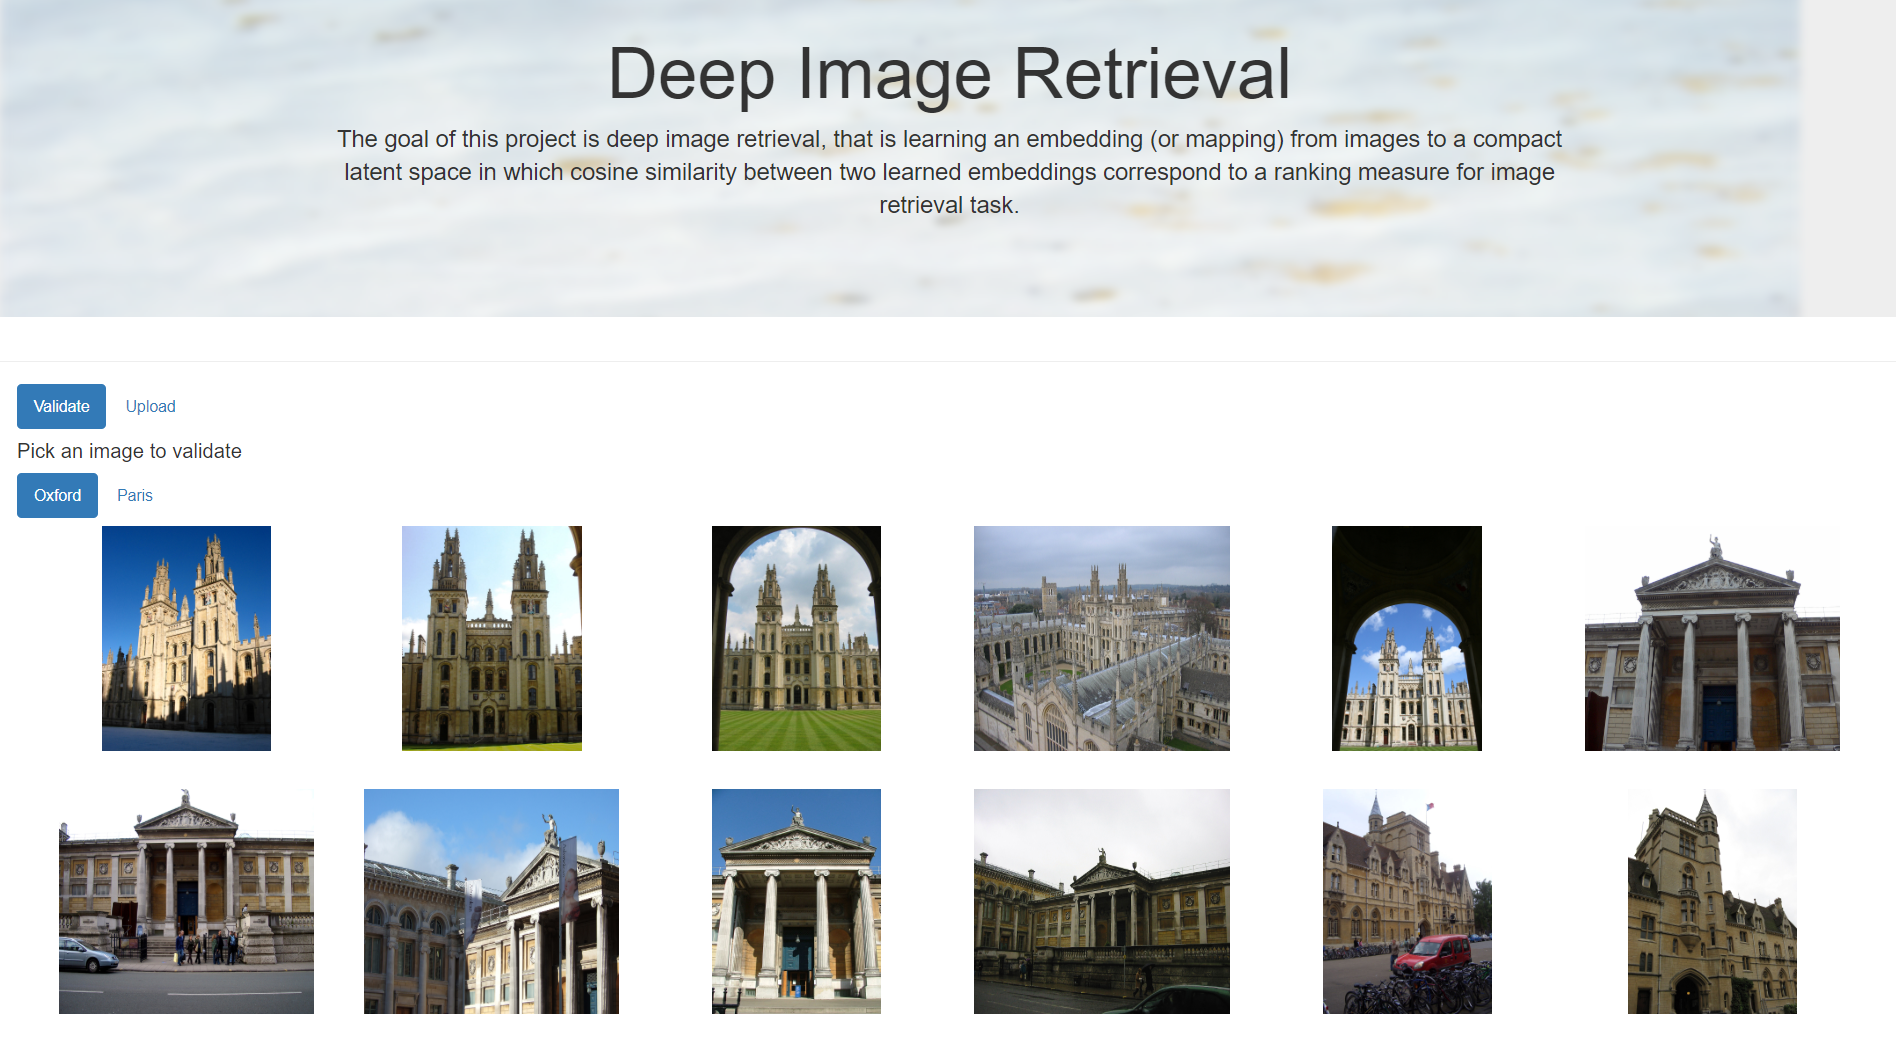 Deep Image Retrieval
The goal of this project is deep image retrieval, that is learning an embedding (or mapping) from images to a compact
latent space in which cosine similarity between two learned embeddings correspond to a ranking measure for image
retrieval task.
Validate Upload
Pick an image to validate
Oxford Paris